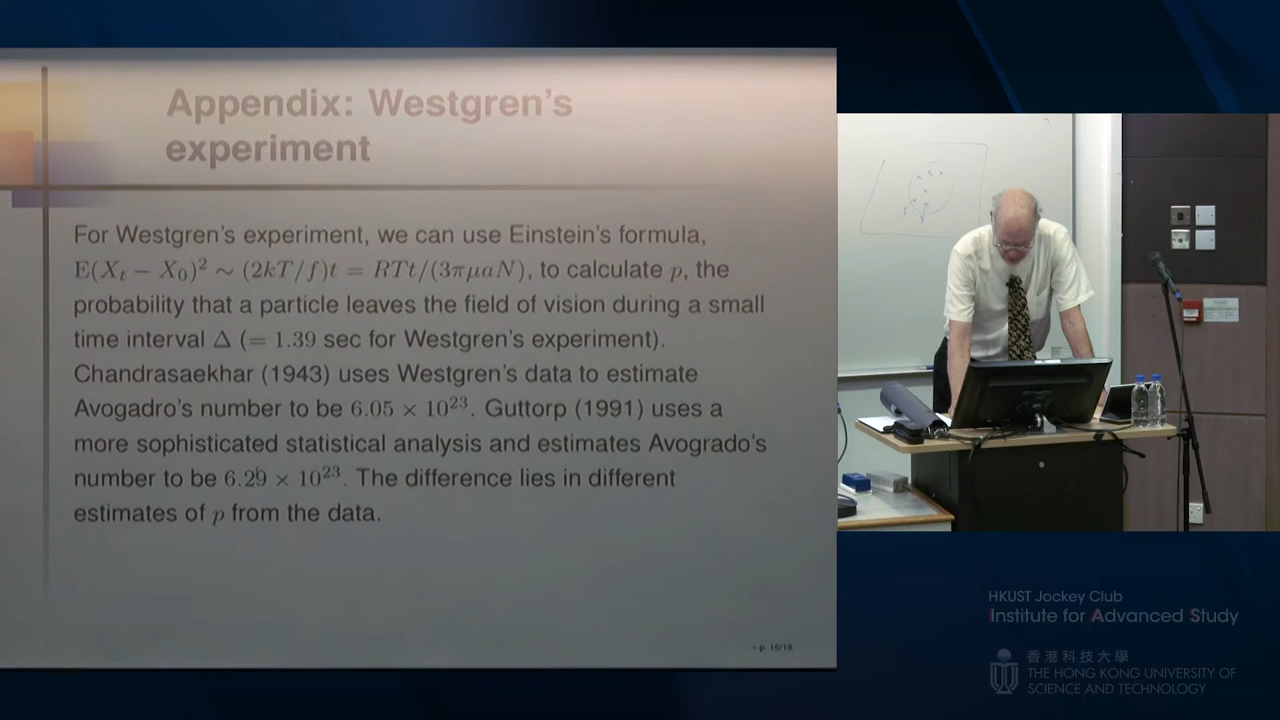 Appendix: Westgren's
experiment
For Westgren's experiment, we can use Einstein's formula,
E(X_t − X_0)^2 ∼ (2kT/f)t = RTt/(3πμaN), to calculate p, the
probability that a particle leaves the field of vision during a small
time interval Δ (= 1.39 sec for Westgren's experiment).
Chandrasaekhar (1943) uses Westgren's data to estimate
Avogadro's number to be 6.05 × 10^23. Guttorp (1991) uses a
more sophisticated statistical analysis and estimates Avogrado's
number to be 6.29 × 10^23. The difference lies in different
estimates of p from the data.
– p. 16/18
HKUST Jockey Club
Institute for Advanced Study
香港科技大學
THE HONG KONG UNIVERSITY OF
SCIENCE AND TECHNOLOGY